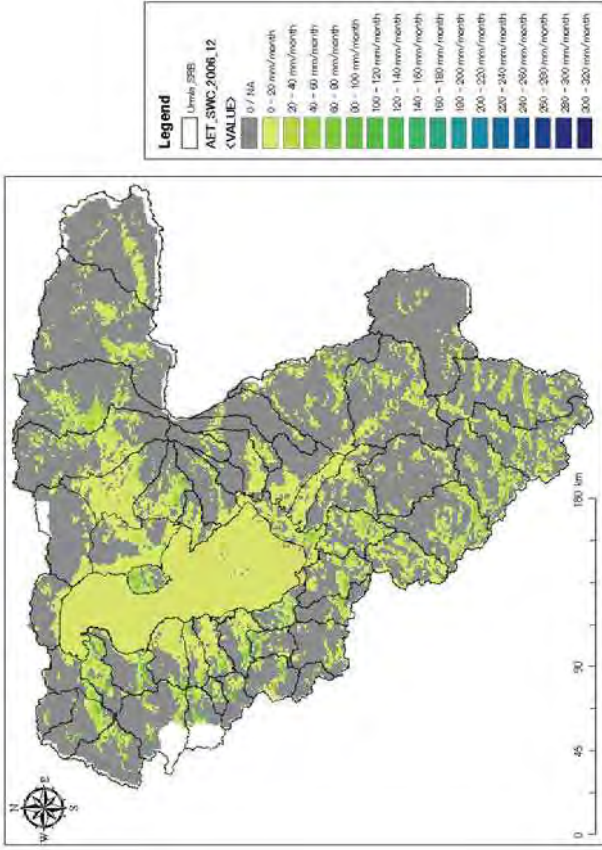 N
W E
S
Legend
Urmia_SRB
AET_SWC_2006_12
<VALUE>
0 / NA
0 - 20 mm/month
20 - 40 mm/month
40 - 60 mm/month
60 - 80 mm/month
80 - 100 mm/month
100 - 120 mm/month
120 - 140 mm/month
140 - 160 mm/month
160 - 180 mm/month
180 - 200 mm/month
200 - 220 mm/month
220 - 240 mm/month
240 - 260 mm/month
260 - 280 mm/month
280 - 300 mm/month
300 - 320 mm/month
0 45 90 180 km